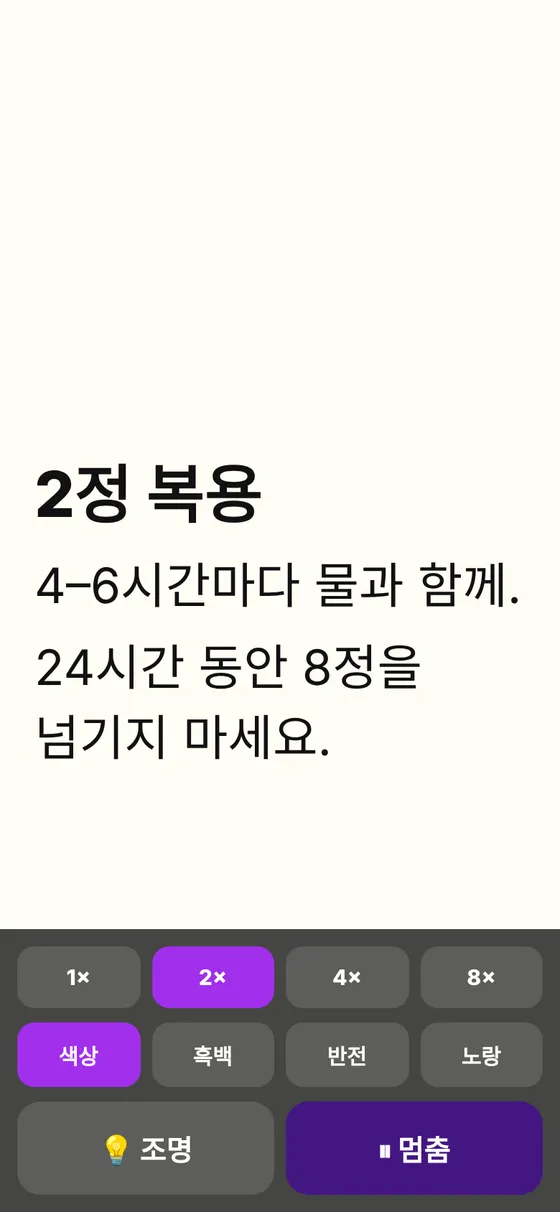 2정 복용
4–6시간마다 물과 함께.
24시간 동안 8정을
넘기지 마세요.
1× 2× 4× 8×
색상 흑백 반전 노랑
💡 조명 ⏸ 멈춤